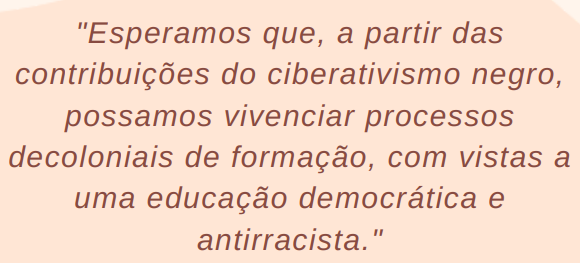 "Esperamos que, a partir das
contribuições do ciberativismo negro,
possamos vivenciar processos
decoloniais de formação, com vistas a
uma educação democrática e
antirracista."